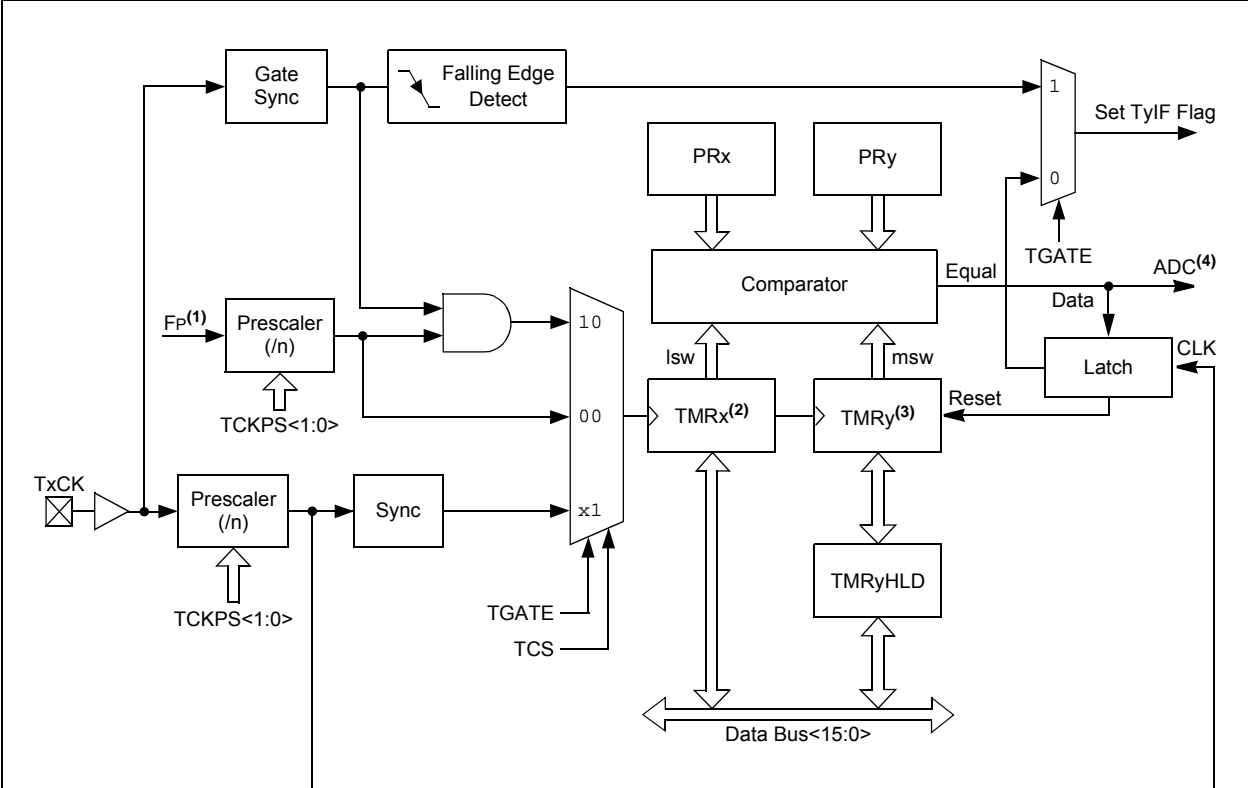 Gate
Sync
Falling Edge
Detect
1
Set TyIF Flag
0
TGATE
PRx
PRy
Comparator
Equal
ADC(4)
Data
FP(1)
Prescaler
(/n)
TCKPS<1:0>
10
00
x1
lsw
msw
Latch
CLK
Reset
TMRx(2)
TMRy(3)
TxCK
Prescaler
(/n)
TCKPS<1:0>
Sync
TGATE
TCS
TMRyHLD
Data Bus<15:0>